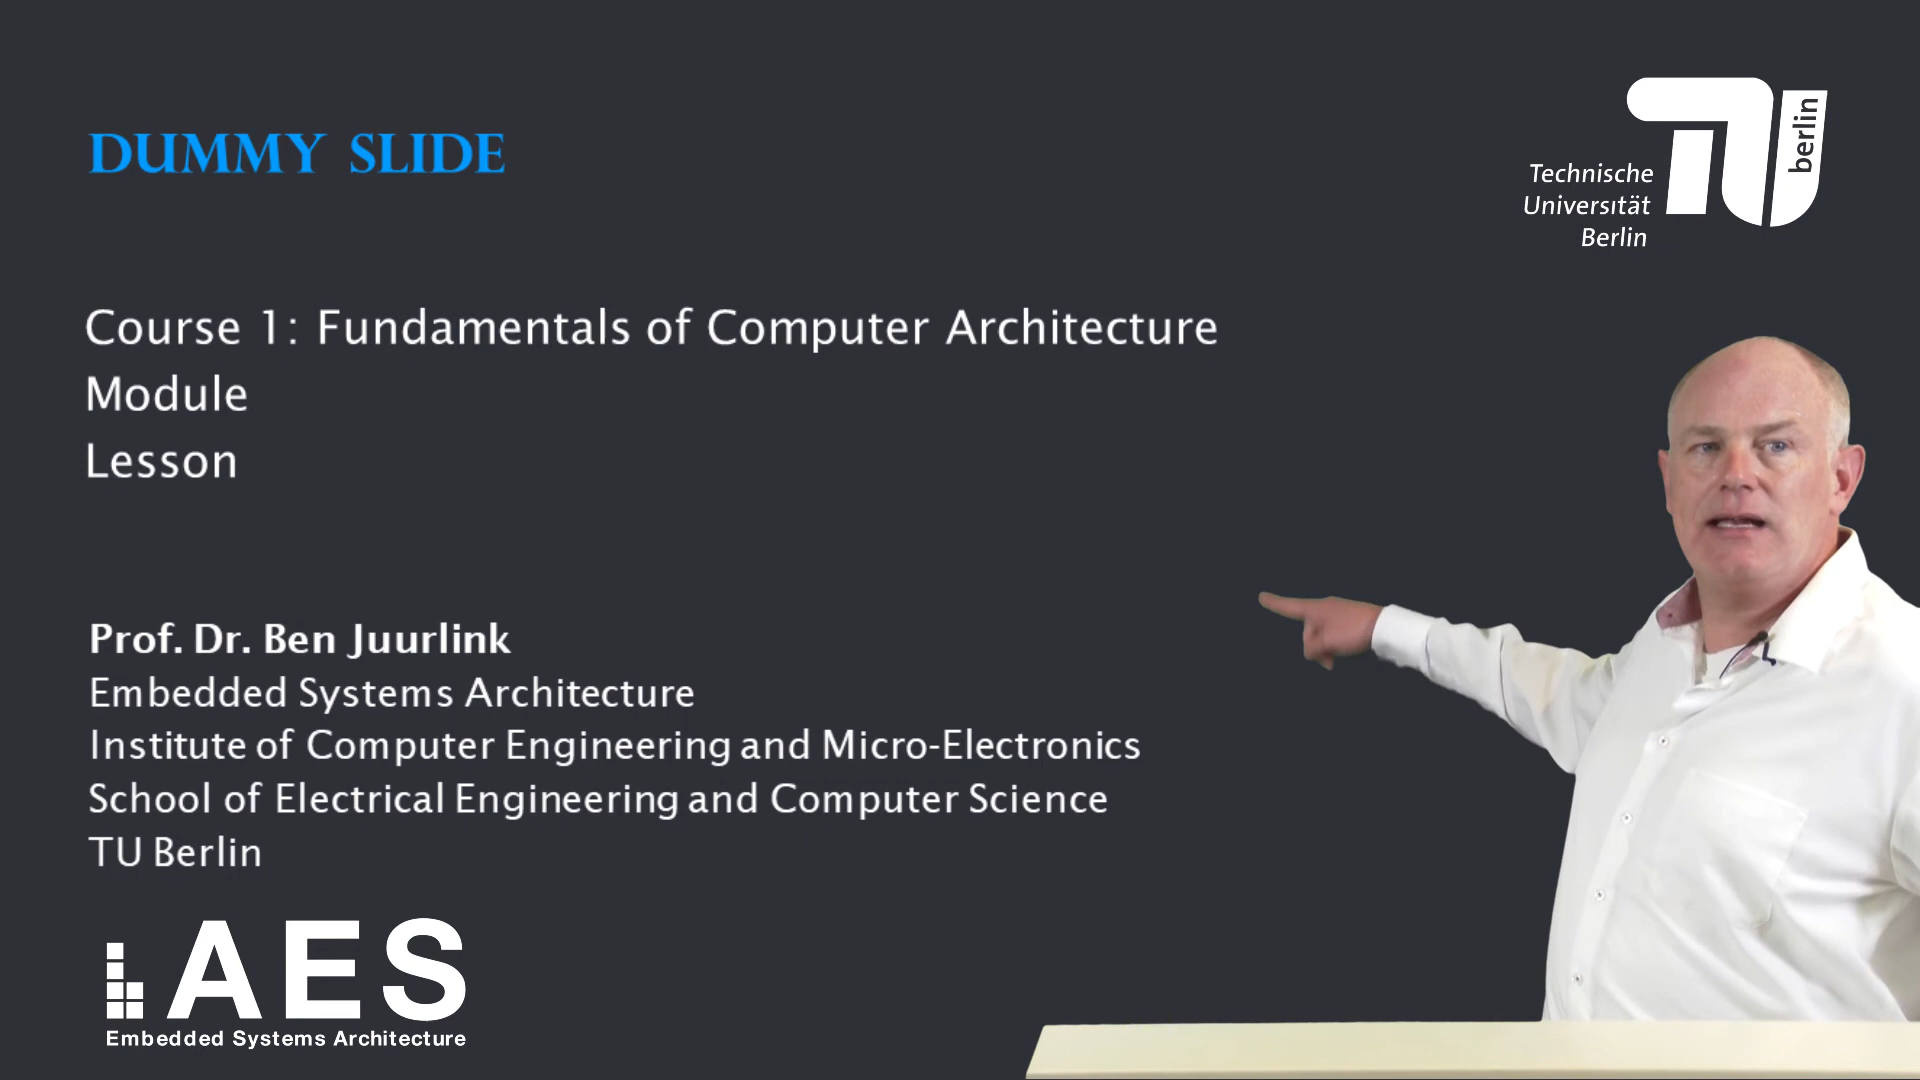 DUMMY SLIDE
Technische
Universität
Berlin
berlin
Course 1: Fundamentals of Computer Architecture
Module
Lesson
Prof. Dr. Ben Juurlink
Embedded Systems Architecture
Institute of Computer Engineering and Micro-Electronics
School of Electrical Engineering and Computer Science
TU Berlin
AES
Embedded Systems Architecture